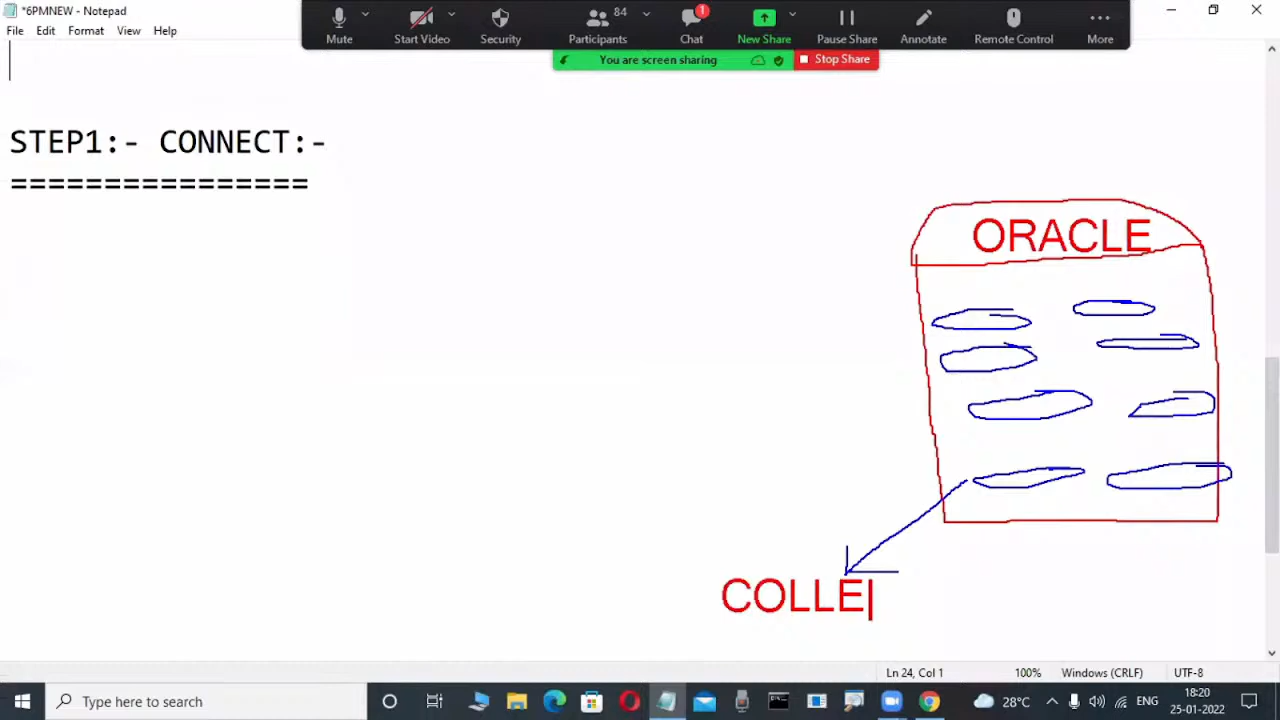 *6PMNEW - Notepad
File Edit Format View Help
Mute Start Video Security Participants 84 Chat 1 New Share Pause Share Annotate Remote Control More
You are screen sharing Stop Share
STEP1:- CONNECT:-
================
ORACLE
COLLE
Ln 24, Col 1 100% Windows (CRLF) UTF-8
Type here to search
28°C ENG 18:20
25-01-2022